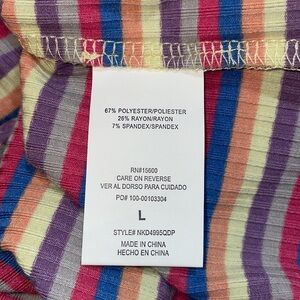 67% POLYESTER/POLIESTER
26% RAYON/RAYON
7% SPANDEX/SPANDEX
RN#15600
CARE ON REVERSE
VER AL DORSO PARA CUIDADO
PO# 100-00103304
L
STYLE# NKD4995QDP
MADE IN CHINA
HECHO EN CHINA